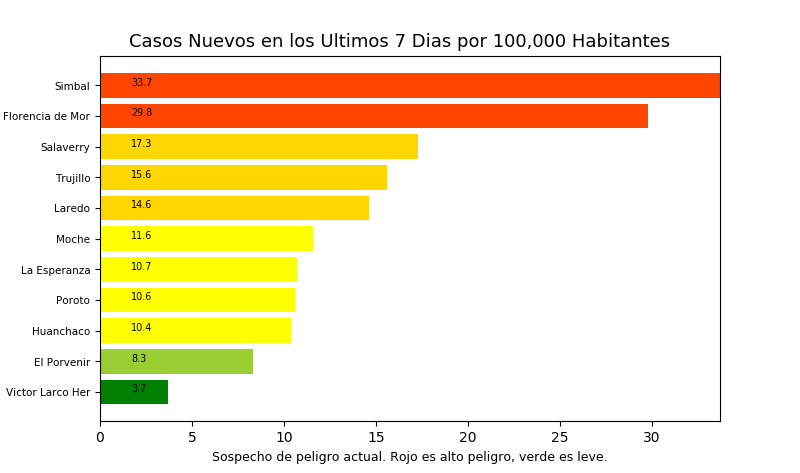 Casos Nuevos en los Ultimos 7 Dias por 100,000 Habitantes
Simbal 33.7
Florencia de Mor 29.8
Salaverry 17.3
Trujillo 15.6
Laredo 14.6
Moche 11.6
La Esperanza 10.7
Poroto 10.6
Huanchaco 10.4
El Porvenir 8.3
Victor Larco Her 3.7
0 5 10 15 20 25 30
Sospecho de peligro actual. Rojo es alto peligro, verde es leve.